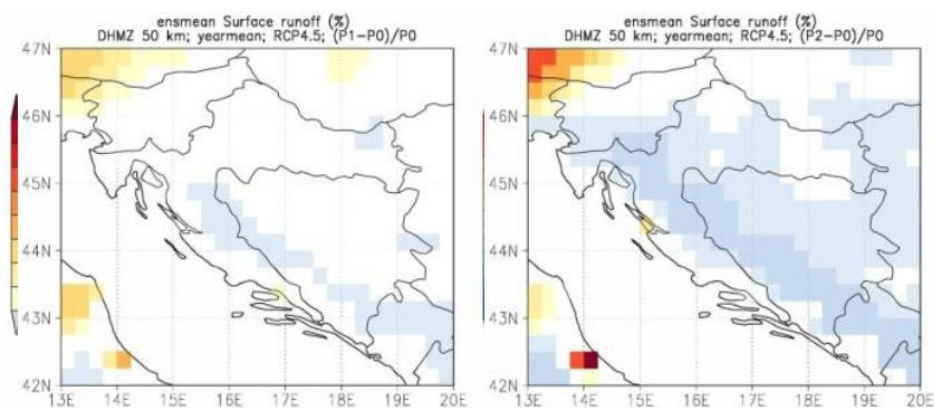 ensmean Surface runoff (%)
DHMZ 50 km; yearmean; RCP4.5; (P1-P0)/P0
47N
46N
45N
44N
43N
42N
13E 14E 15E 16E 17E 18E 19E 20E
ensmean Surface runoff (%)
DHMZ 50 km; yearmean; RCP4.5; (P2-P0)/P0
47N
46N
45N
44N
43N
42N
13E 14E 15E 16E 17E 18E 19E 20E